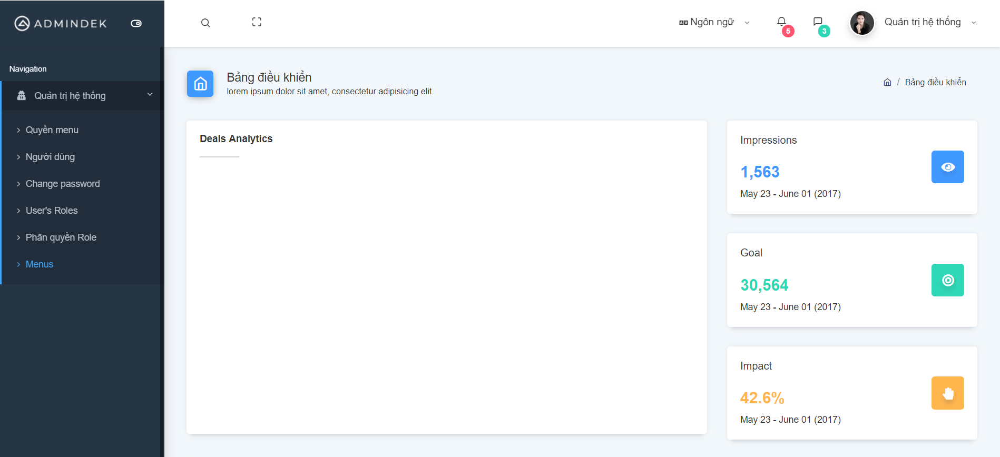 ADMINDEK
Ngôn ngữ
5
3
Quản trị hệ thống
Navigation
Quản trị hệ thống
Quyền menu
Người dùng
Change password
User's Roles
Phân quyền Role
Menus
Bảng điều khiển
lorem ipsum dolor sit amet, consectetur adipisicing elit
/ Bảng điều khiển
Deals Analytics
Impressions
1,563
May 23 - June 01 (2017)
Goal
30,564
May 23 - June 01 (2017)
Impact
42.6%
May 23 - June 01 (2017)